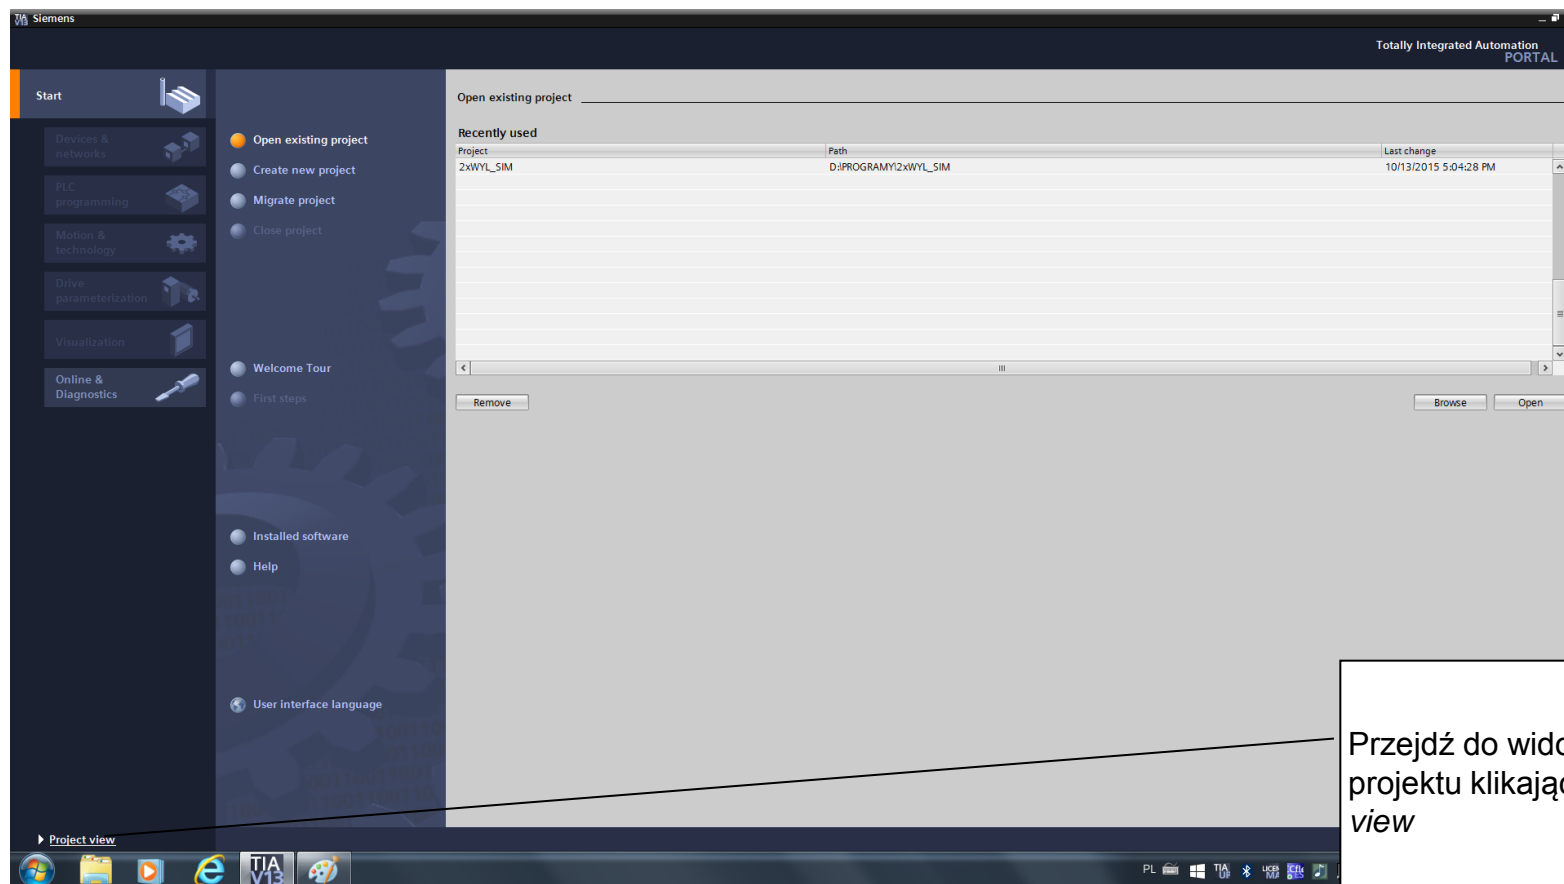 Siemens
Totally Integrated Automation
PORTAL
Start
Devices &
networks
PLC
programming
Motion &
technology
Drive
parameterization
Visualization
Online &
Diagnostics
Open existing project
Create new project
Migrate project
Close project
Welcome Tour
First steps
Installed software
Help
User interface language
Open existing project
Recently used
Project Path Last change
2xWYL_SIM D:\PROGRAMY\2xWYL_SIM 10/13/2015 5:04:28 PM
Remove Browse Open
Przejdź do
projektu klikając
view
Project view
TIA
V13
PL